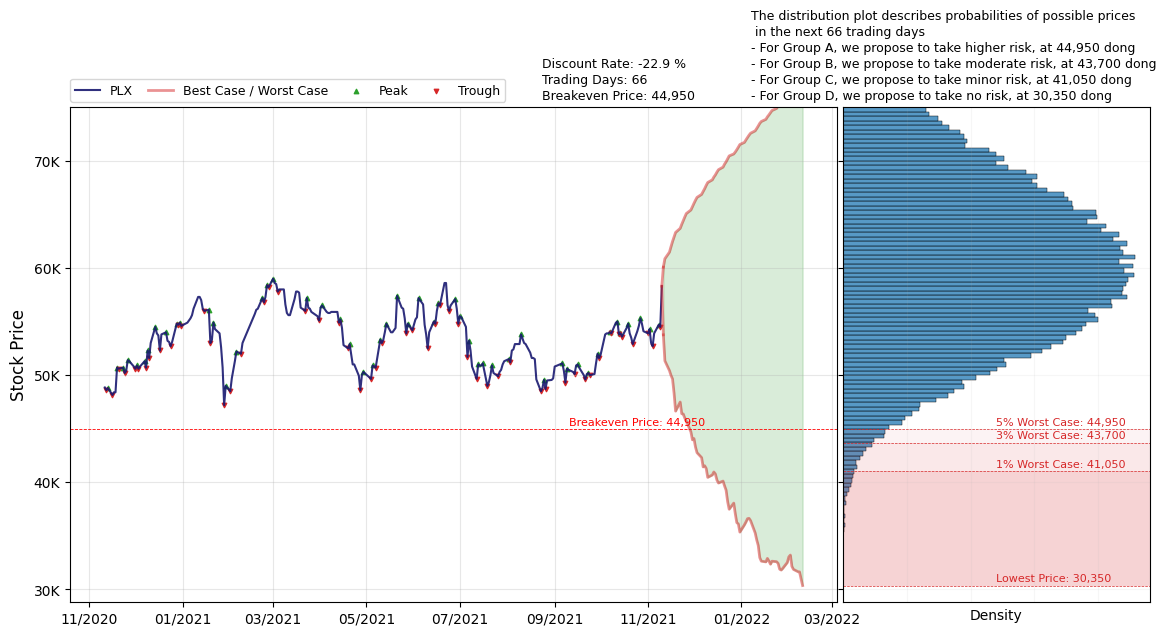 The distribution plot describes probabilities of possible prices
in the next 66 trading days
- For Group A, we propose to take higher risk, at 44,950 dong
- For Group B, we propose to take moderate risk, at 43,700 dong
- For Group C, we propose to take minor risk, at 41,050 dong
- For Group D, we propose to take no risk, at 30,350 dong
Discount Rate: -22.9 %
Trading Days: 66
Breakeven Price: 44,950
PLX
Best Case / Worst Case
Peak
Trough
Stock Price
70K
60K
50K
40K
30K
Breakeven Price: 44,950
5% Worst Case: 44,950
3% Worst Case: 43,700
1% Worst Case: 41,050
Lowest Price: 30,350
11/2020
01/2021
03/2021
05/2021
07/2021
09/2021
11/2021
01/2022
03/2022
Density